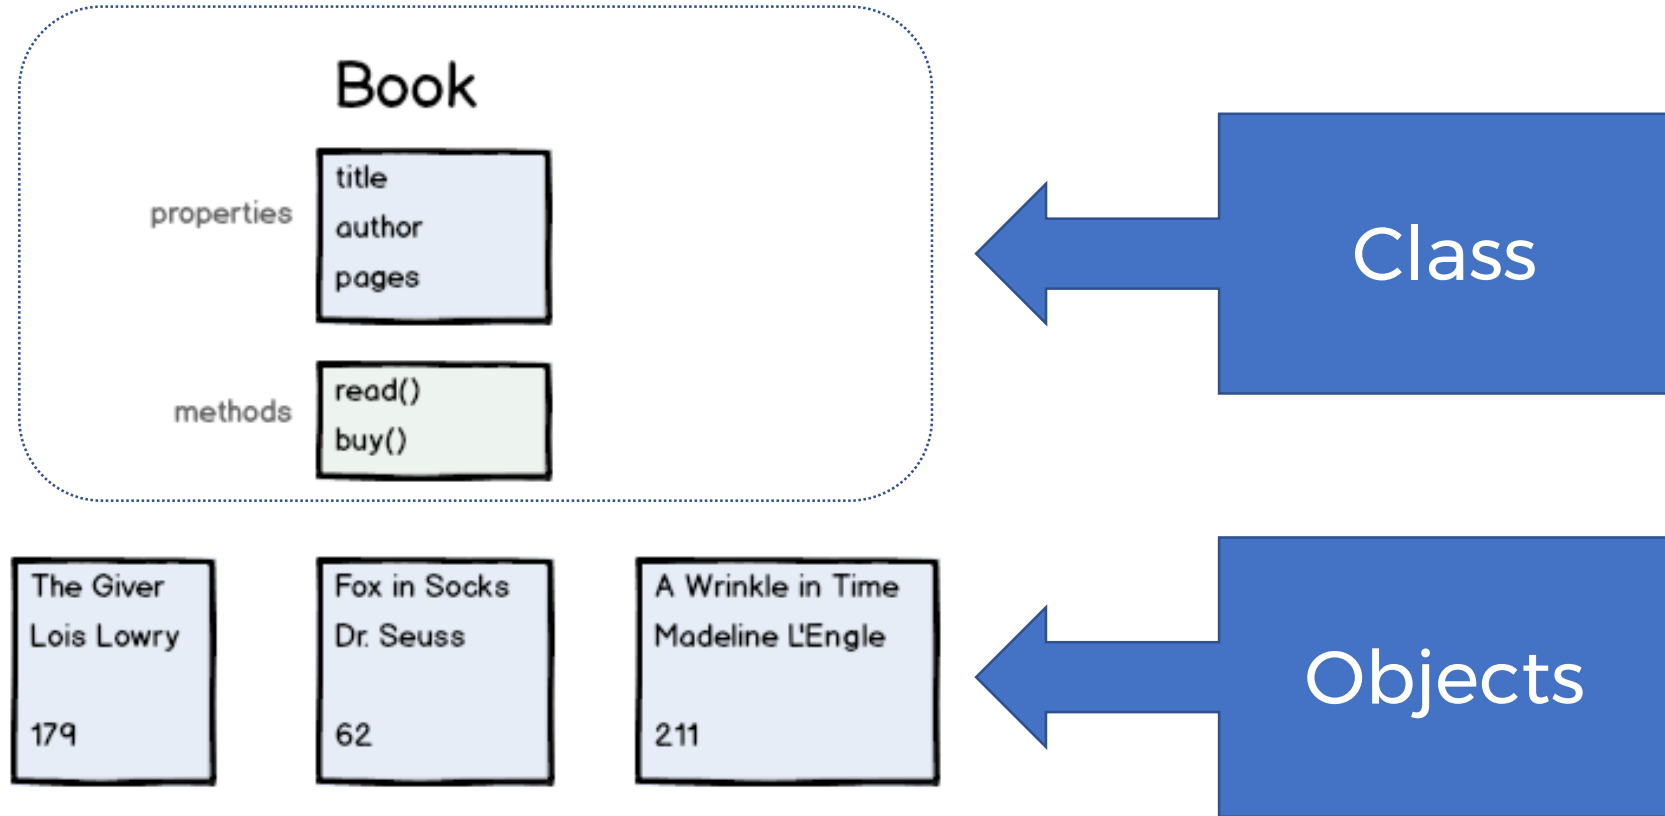 Book
properties
title
author
pages
methods
read()
buy()
Class
The Giver
Lois Lowry
179
Fox in Socks
Dr. Seuss
62
A Wrinkle in Time
Madeline L'Engle
211
Objects